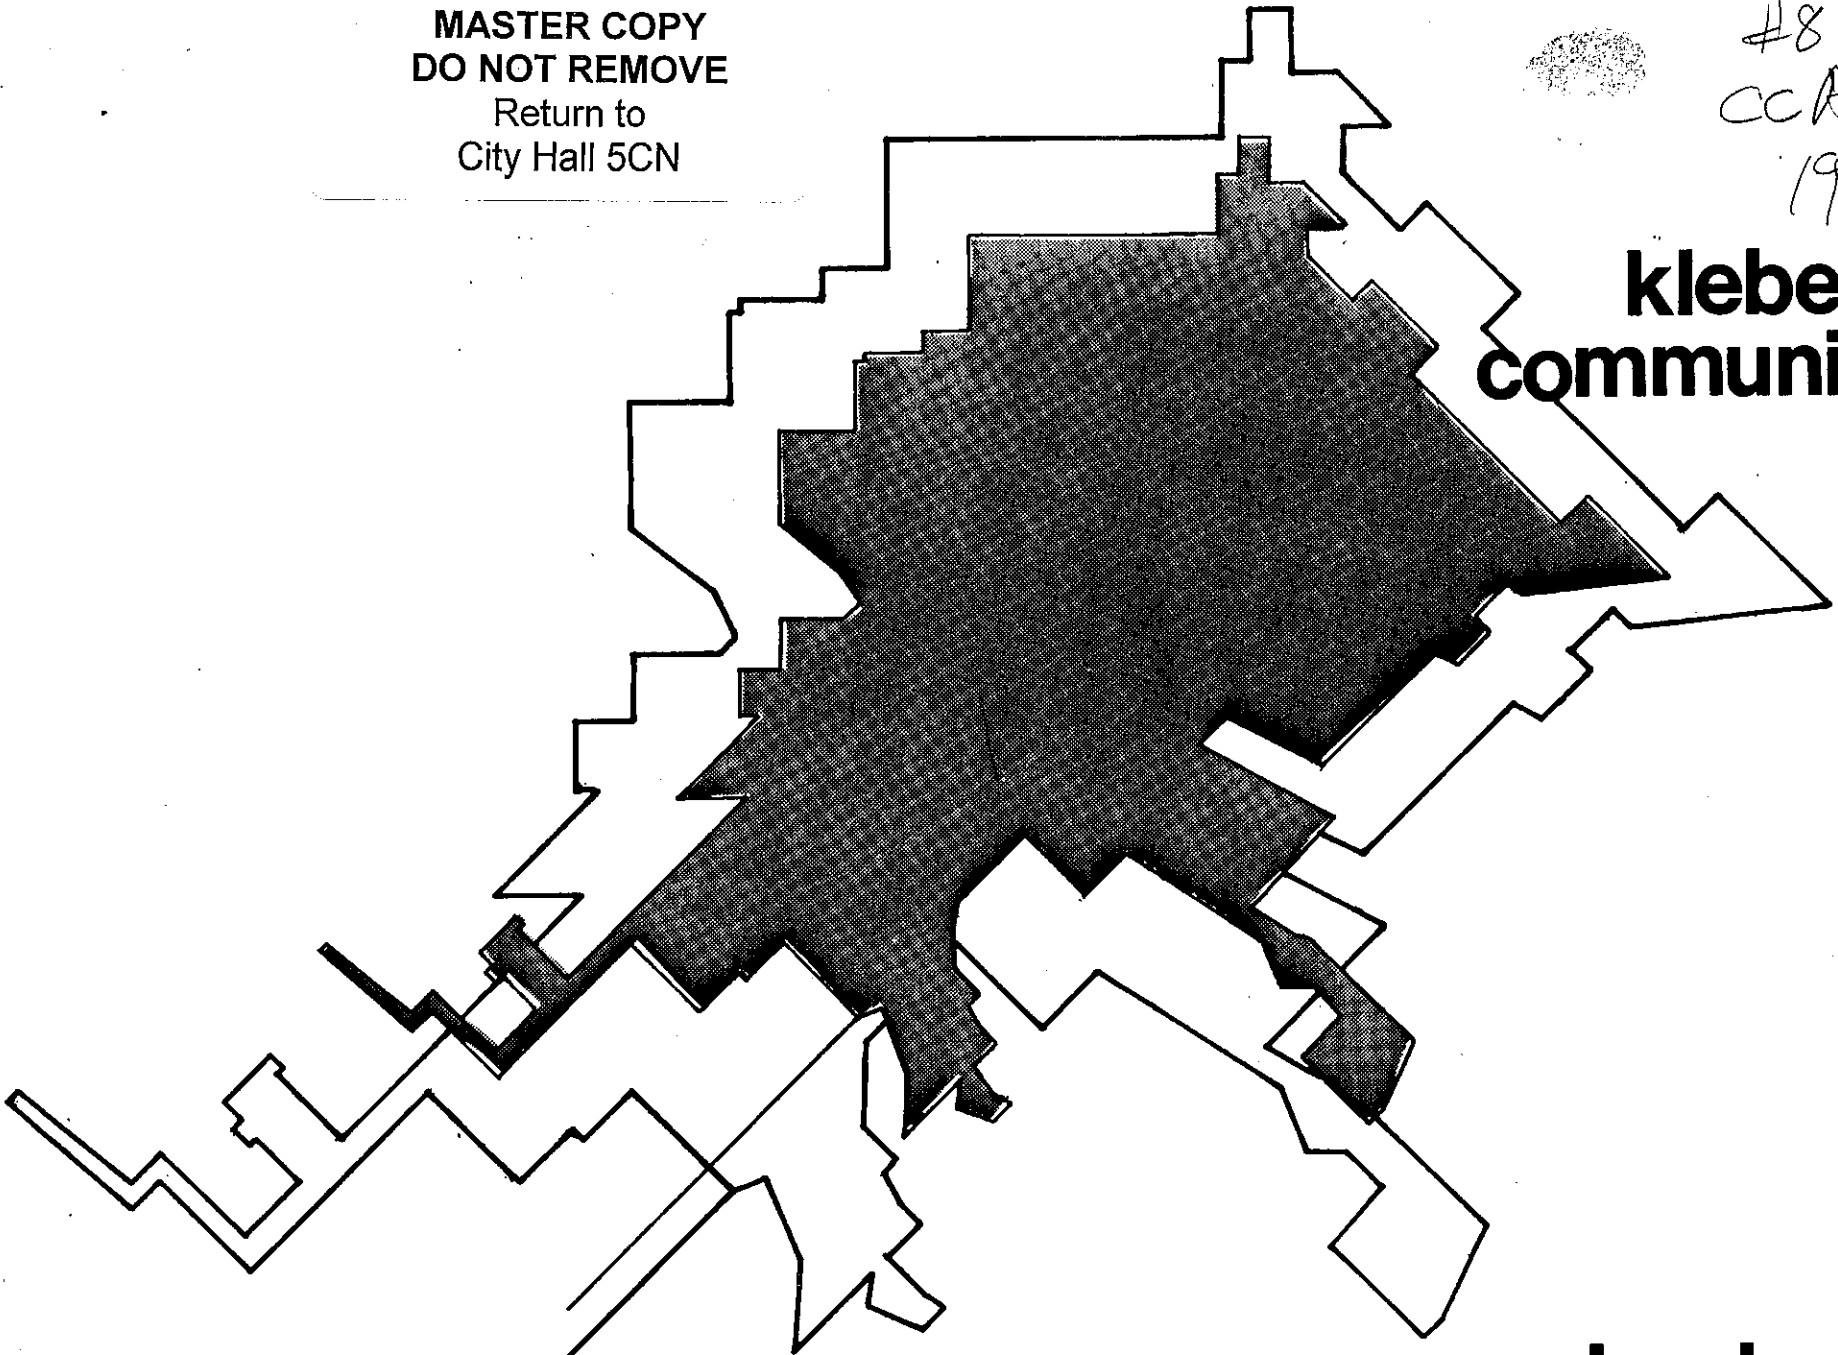 MASTER COPY
DO NOT REMOVE
Return to
City Hall 5CN
#8
klebe
communi